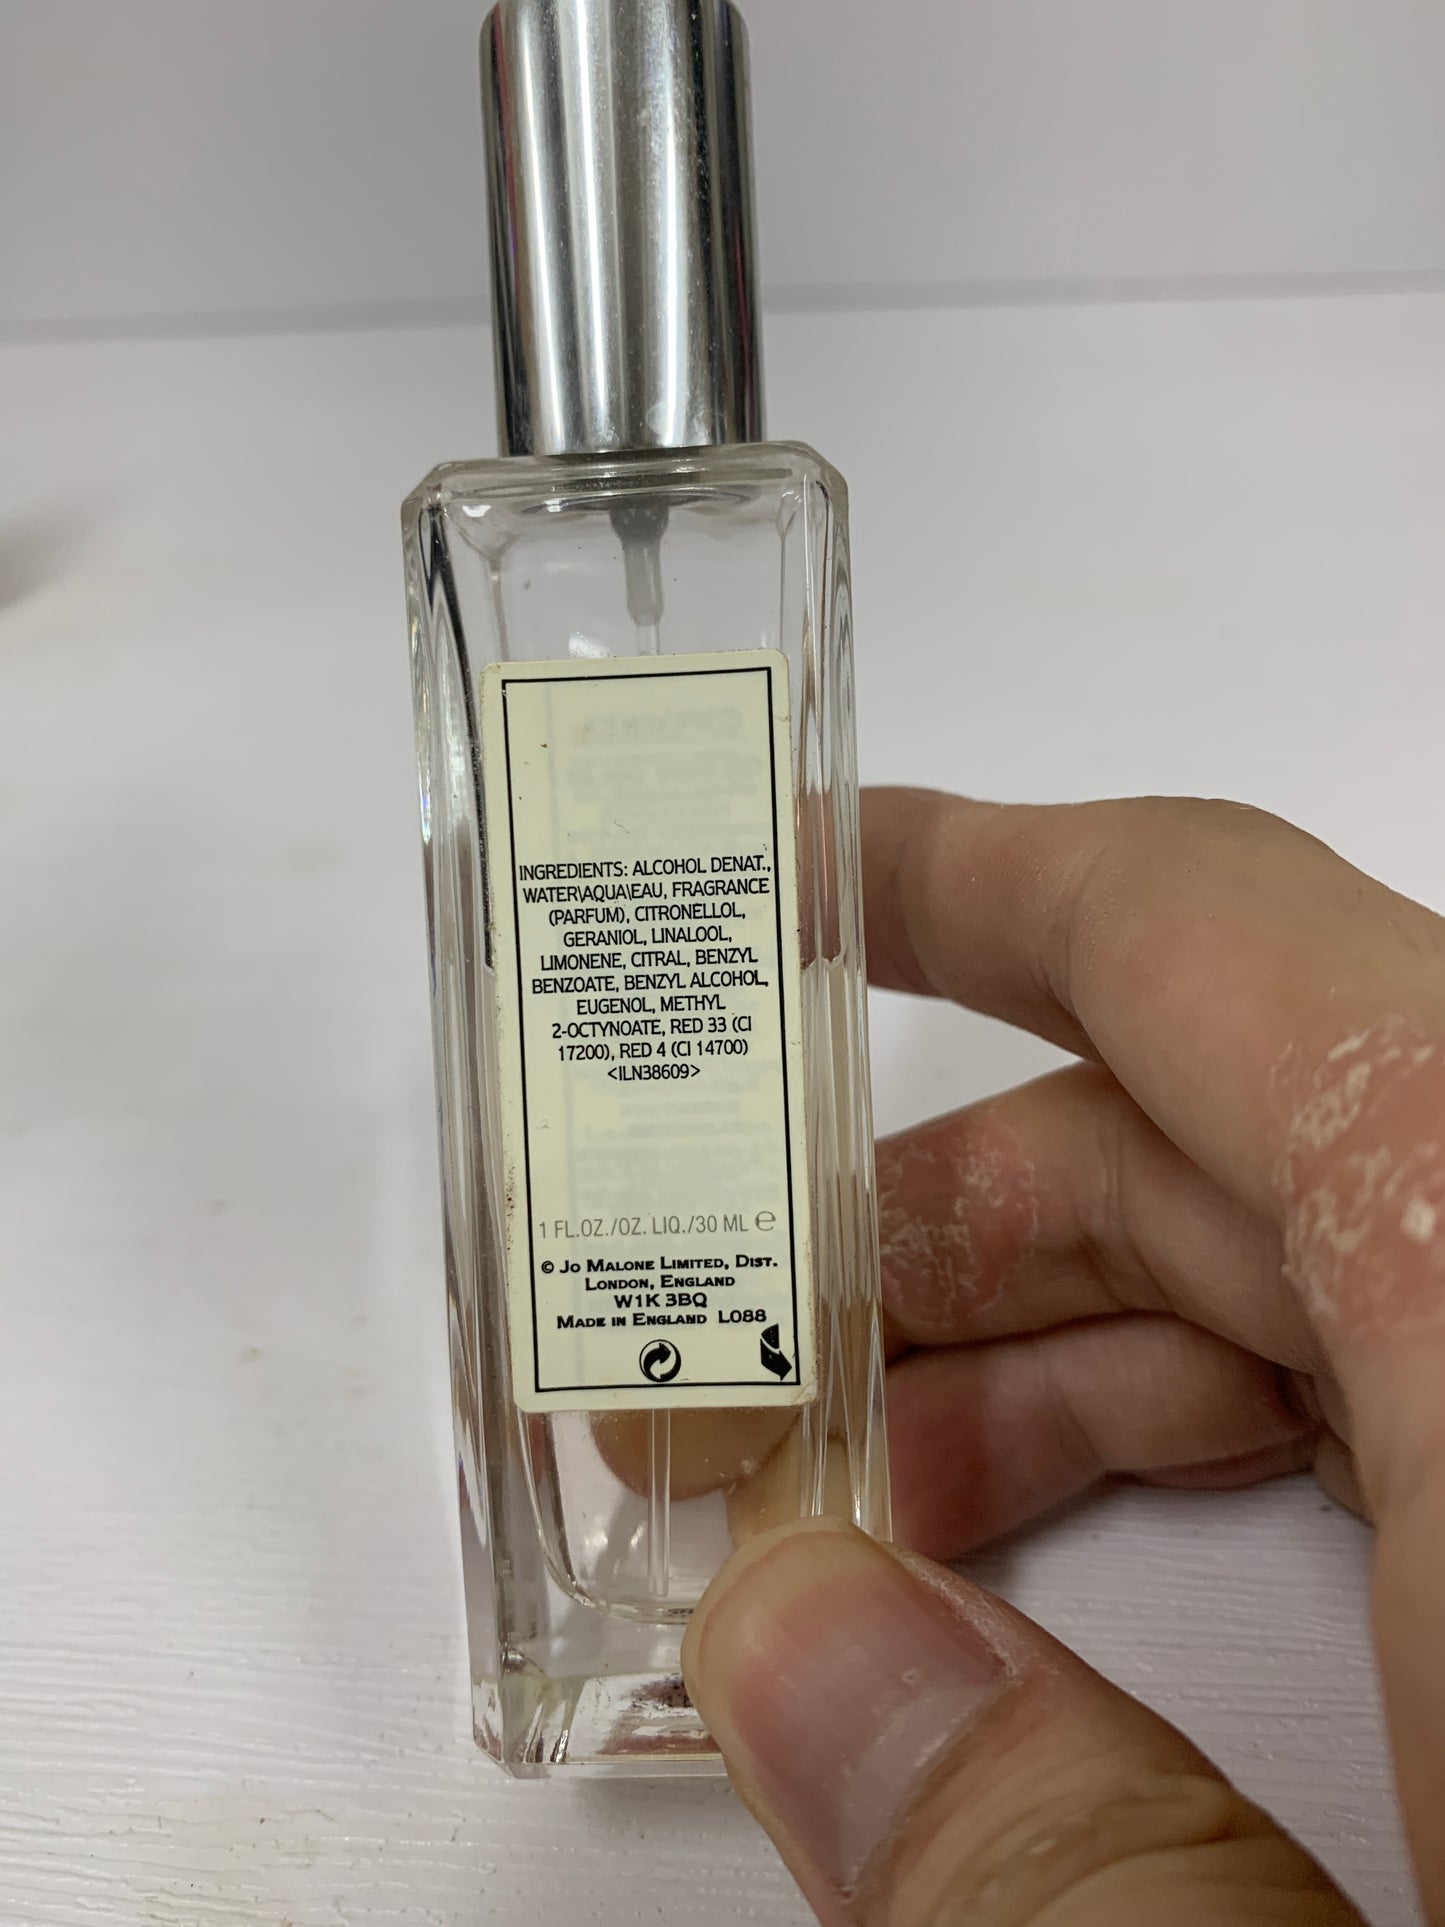 INGREDIENTS: ALCOHOL DENAT.,
WATER\AQUA\EAU, FRAGRANCE
(PARFUM), CITRONELLOL,
GERANIOL, LINALOOL,
LIMONENE, CITRAL, BENZYL
BENZOATE, BENZYL ALCOHOL,
EUGENOL, METHYL
2-OCTYNOATE, RED 33 (CI
17200), RED 4 (CI 14700)
<ILN38609>
1 FL.OZ./OZ. LIQ./30 ML ℮
© JO MALONE LIMITED, DIST.
LONDON, ENGLAND
W1K 3BQ
MADE IN ENGLAND L088